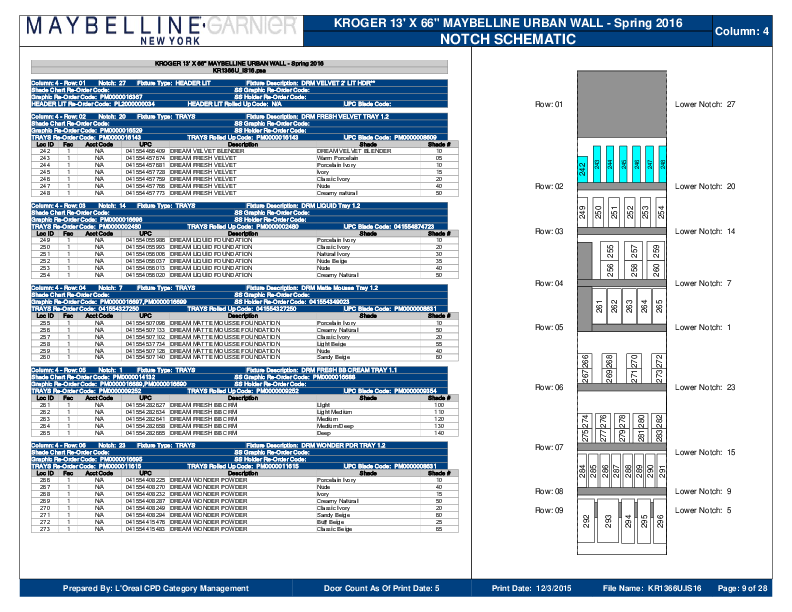 MAYBELLINE GARNIER
NEW YORK
KROGER 13' X 66" MAYBELLINE URBAN WALL - Spring 2016
NOTCH SCHEMATIC
Column: 4
KROGER 13' X 66" MAYBELLINE URBAN WALL - Spring 2016
KR1366U_IS16.psa
Column: 4 - Row: 01 Notch: 27 Fixture Type: HEADER LIT Fixture Description: DRM VELVET 2' LIT HDR**
Shade Chart Re-Order Code: SS Graphic Re-Order Code:
Graphic Re-Order Code: PM0000016367 SS Holder Re-Order Code:
HEADER LIT Re-Order Code: PL2000000034 HEADER LIT Rolled Up Code: N/A UPC Blade Code:
Column: 4 - Row: 02 Notch: 20 Fixture Type: TRAYS Fixture Description: DRM FRESH VELVET TRAY 1.2
Shade Chart Re-Order Code: SS Graphic Re-Order Code:
Graphic Re-Order Code: PM0000016529 SS Holder Re-Order Code:
TRAYS Re-Order Code: PM0000016143 TRAYS Rolled Up Code: PM0000016143 UPC Blade Code: PM0000008609
Loc ID Fac Acct Code UPC Description Shade Shade #
242 1 N/A 041554466409 DREAM VELVET BLENDER DREAM VELVET BLENDER 10
243 1 N/A 041554457674 DREAM FRESH VELVET Warm Porcelain 05
244 1 N/A 041554457681 DREAM FRESH VELVET Porcelain Ivory 10
245 1 N/A 041554457728 DREAM FRESH VELVET Ivory 15
246 1 N/A 041554457759 DREAM FRESH VELVET Classic Ivory 20
247 1 N/A 041554457766 DREAM FRESH VELVET Nude 40
248 1 N/A 041554457773 DREAM FRESH VELVET Creamy natural 50
Column: 4 - Row: 03 Notch: 14 Fixture Type: TRAYS Fixture Description: DRM LIQUID Tray 1.2
Shade Chart Re-Order Code: SS Graphic Re-Order Code:
Graphic Re-Order Code: PM0000016696 SS Holder Re-Order Code:
TRAYS Re-Order Code: PM0000002480 TRAYS Rolled Up Code: PM0000002480 UPC Blade Code: 041554874723
Loc ID Fac Acct Code UPC Description Shade Shade #
249 1 N/A 041554055986 DREAM LIQUID FOUNDATION Porcelain Ivory 10
250 1 N/A 041554055993 DREAM LIQUID FOUNDATION Classic Ivory 20
251 1 N/A 041554056006 DREAM LIQUID FOUNDATION Natural Ivory 30
252 1 N/A 041554056037 DREAM LIQUID FOUNDATION Nude Beige 35
253 1 N/A 041554056013 DREAM LIQUID FOUNDATION Nude 40
254 1 N/A 041554056020 DREAM LIQUID FOUNDATION Creamy Natural 50
Column: 4 - Row: 04 Notch: 7 Fixture Type: TRAYS Fixture Description: DRM Matte Mousse Tray 1.2
Shade Chart Re-Order Code: SS Graphic Re-Order Code:
Graphic Re-Order Code: PM0000016697,PM0000016699 SS Holder Re-Order Code: 041554349023
TRAYS Re-Order Code: 041554327250 TRAYS Rolled Up Code: 041554327250 UPC Blade Code: PM0000008631
Loc ID Fac Acct Code UPC Description Shade Shade #
255 1 N/A 041554507096 DREAM MATTE MOUSSE FOUNDATION Porcelain Ivory 10
256 1 N/A 041554507133 DREAM MATTE MOUSSE FOUNDATION Creamy Natural 50
257 1 N/A 041554507102 DREAM MATTE MOUSSE FOUNDATION Classic Ivory 20
258 1 N/A 041554537734 DREAM MATTE MOUSSE FOUNDATION Light Beige 55
259 1 N/A 041554507126 DREAM MATTE MOUSSE FOUNDATION Nude 40
260 1 N/A 041554507140 DREAM MATTE MOUSSE FOUNDATION Sandy Beige 60
Column: 4 - Row: 05 Notch: 1 Fixture Type: TRAYS Fixture Description: DRM FRESH BB CREAM TRAY 1.1
Shade Chart Re-Order Code: PM0000014132 SS Graphic Re-Order Code: PM0000016688
Graphic Re-Order Code: PM0000016689,PM0000016690 SS Holder Re-Order Code:
TRAYS Re-Order Code: PM0000009252 TRAYS Rolled Up Code: PM0000009252 UPC Blade Code: PM0000009554
Loc ID Fac Acct Code UPC Description Shade Shade #
261 1 N/A 041554282627 DREAM FRESH BB CRM Light 100
262 1 N/A 041554282634 DREAM FRESH BB CRM Light/Medium 110
263 1 N/A 041554282641 DREAM FRESH BB CRM Medium 120
264 1 N/A 041554282658 DREAM FRESH BB CRM Medium/Deep 130
265 1 N/A 041554282665 DREAM FRESH BB CRM Deep 140
Column: 4 - Row: 06 Notch: 23 Fixture Type: TRAYS Fixture Description: DRM WONDER PDR TRAY 1.2
Shade Chart Re-Order Code: SS Graphic Re-Order Code:
Graphic Re-Order Code: PM0000016695 SS Holder Re-Order Code:
TRAYS Re-Order Code: PM0000011615 TRAYS Rolled Up Code: PM0000011615 UPC Blade Code: PM0000008631
Loc ID Fac Acct Code UPC Description Shade Shade #
266 1 N/A 041554408225 DREAM WONDER POWDER Porcelain Ivory 10
267 1 N/A 041554408270 DREAM WONDER POWDER Nude 40
268 1 N/A 041554408232 DREAM WONDER POWDER Ivory 15
269 1 N/A 041554408287 DREAM WONDER POWDER Creamy Natural 50
270 1 N/A 041554408249 DREAM WONDER POWDER Classic Ivory 20
271 1 N/A 041554408294 DREAM WONDER POWDER Sandy Beige 60
272 1 N/A 041554415476 DREAM WONDER POWDER Buff Beige 25
273 1 N/A 041554415483 DREAM WONDER POWDER Classic Beige 65
Row: 01 Lower Notch: 27
242 243 244 245 246 247 248
Row: 02 Lower Notch: 20
249 250 251 252 253 254
Row: 03 Lower Notch: 14
255 257 259
256 258 260
Row: 04 Lower Notch: 7
261 262 263 264 265
Row: 05 Lower Notch: 1
267 266 269 268 271 270 273 272
Row: 06 Lower Notch: 23
275 274 277 276 279 278 281 280 283 282
Row: 07 Lower Notch: 15
284 285 286 287 288 289 290 291
Row: 08 Lower Notch: 9
Row: 09 Lower Notch: 5
292 293 294 295 296
Prepared By: L'Oreal CPD Category Management Door Count As Of Print Date: 5 Print Date: 12/3/2015 File Name: KR1366U.IS16 Page: 9 of 28